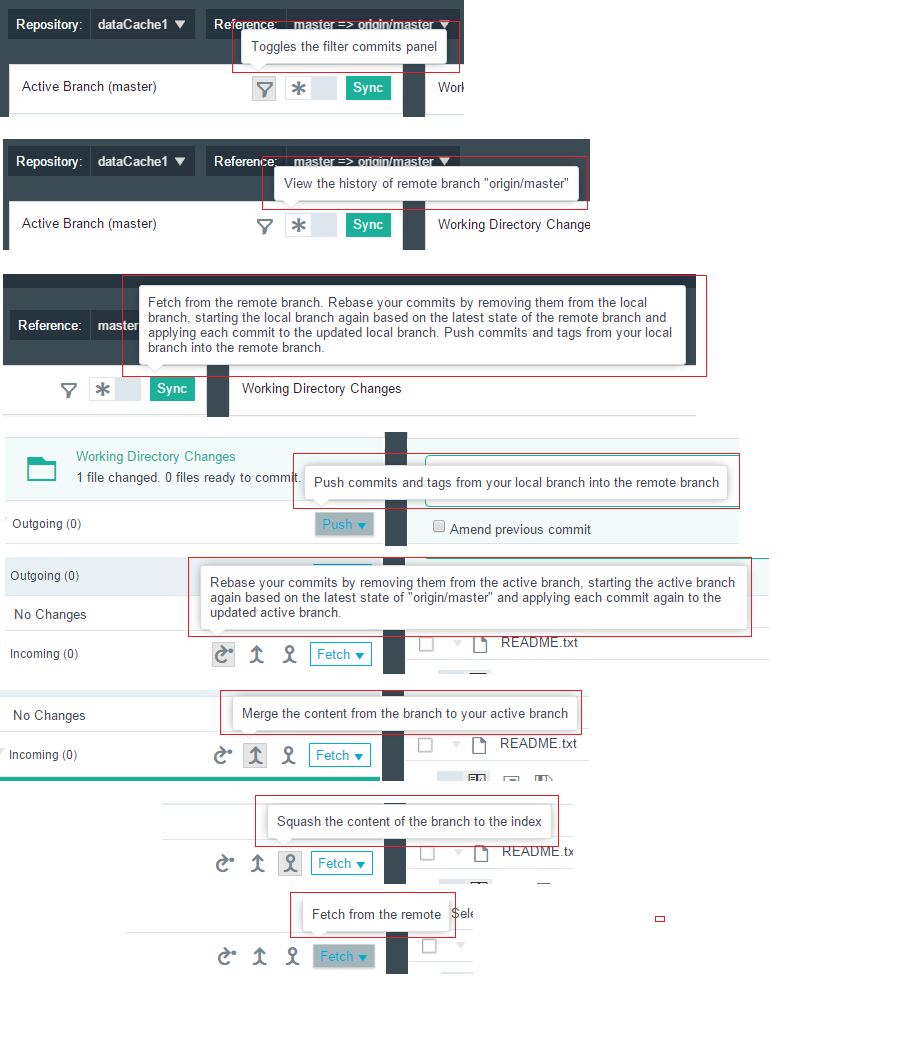 Repository: dataCache1 Reference: master => origin/master
Toggles the filter commits panel
Active Branch (master) Sync
Repository: dataCache1 Reference: master => origin/master
View the history of remote branch "origin/master"
Active Branch (master) Sync Working Directory Change
Fetch from the remote branch. Rebase your commits by removing them from the local
branch, starting the local branch again based on the latest state of the remote branch and
Reference: master applying each commit to the updated local branch. Push commits and tags from your local
branch into the remote branch.
Sync Working Directory Changes
Working Directory Changes
1 file changed. 0 files ready to commit.
Push commits and tags from your local branch into the remote branch
Outgoing (0) Push Amend previous commit
Outgoing (0)
Rebase your commits by removing them from the active branch, starting the active branch
again based on the latest state of "origin/master" and applying each commit again to the
updated active branch.
No Changes
README.txt
Incoming (0) Fetch
Merge the content from the branch to your active branch
No Changes
README.txt
Incoming (0) Fetch
Squash the content of the branch to the index
README.tx
Fetch
Fetch from the remote Sele
Fetch